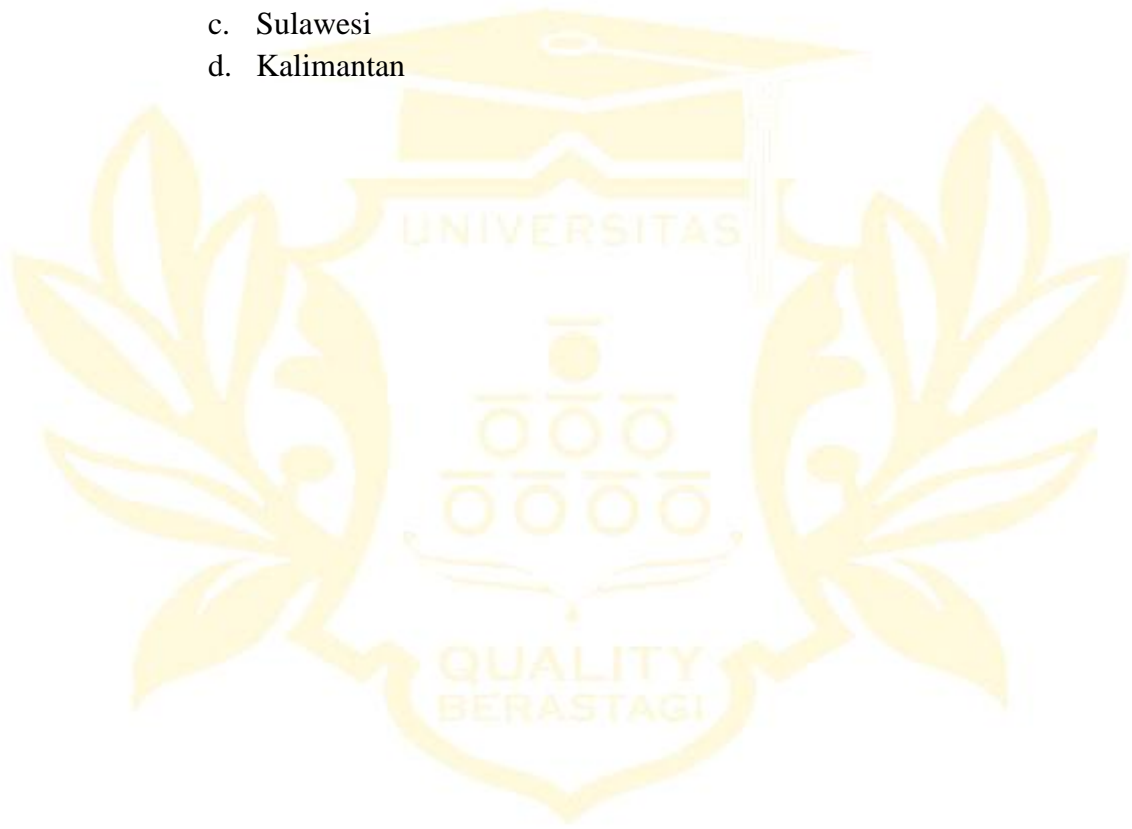 c. Sulawesi
d. Kalimantan
UNIVERSITAS
QUALITY
BERASTAGI